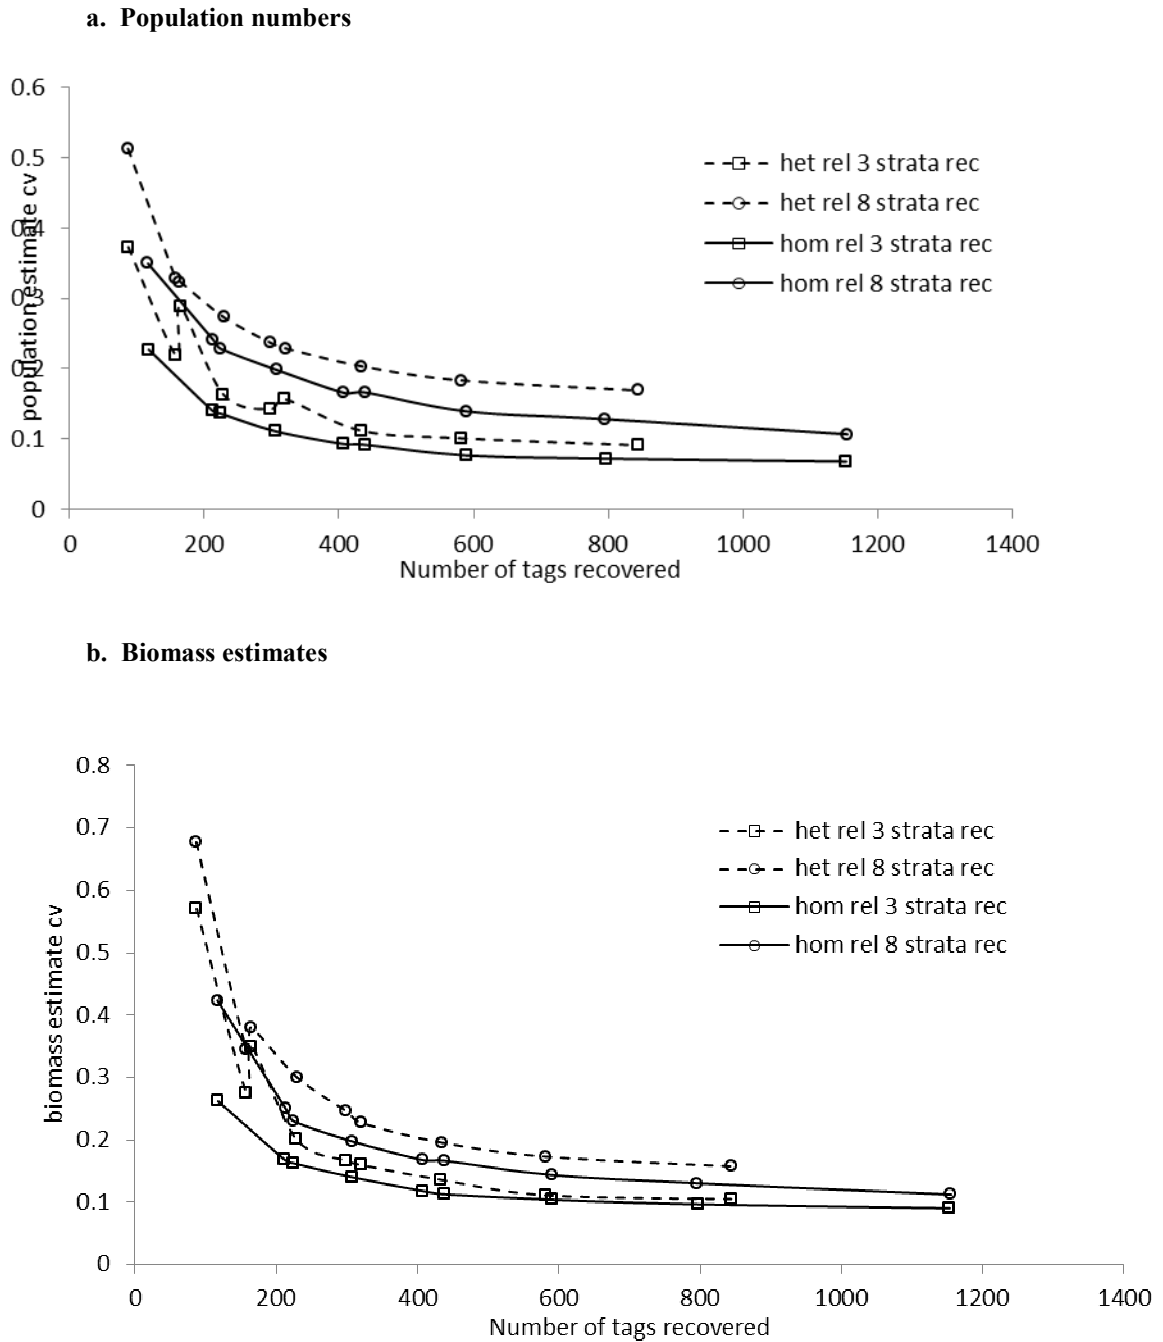 a. Population numbers
0.6
0.5
0.4
0.3
0.2
0.1
0
population estimate cv
het rel 3 strata rec
het rel 8 strata rec
hom rel 3 strata rec
hom rel 8 strata rec
0 200 400 600 800 1000 1200 1400
Number of tags recovered
b. Biomass estimates
0.8
0.7
0.6
0.5
0.4
0.3
0.2
0.1
0
biomass estimate cv
het rel 3 strata rec
het rel 8 strata rec
hom rel 3 strata rec
hom rel 8 strata rec
0 200 400 600 800 1000 1200 1400
Number of tags recovered